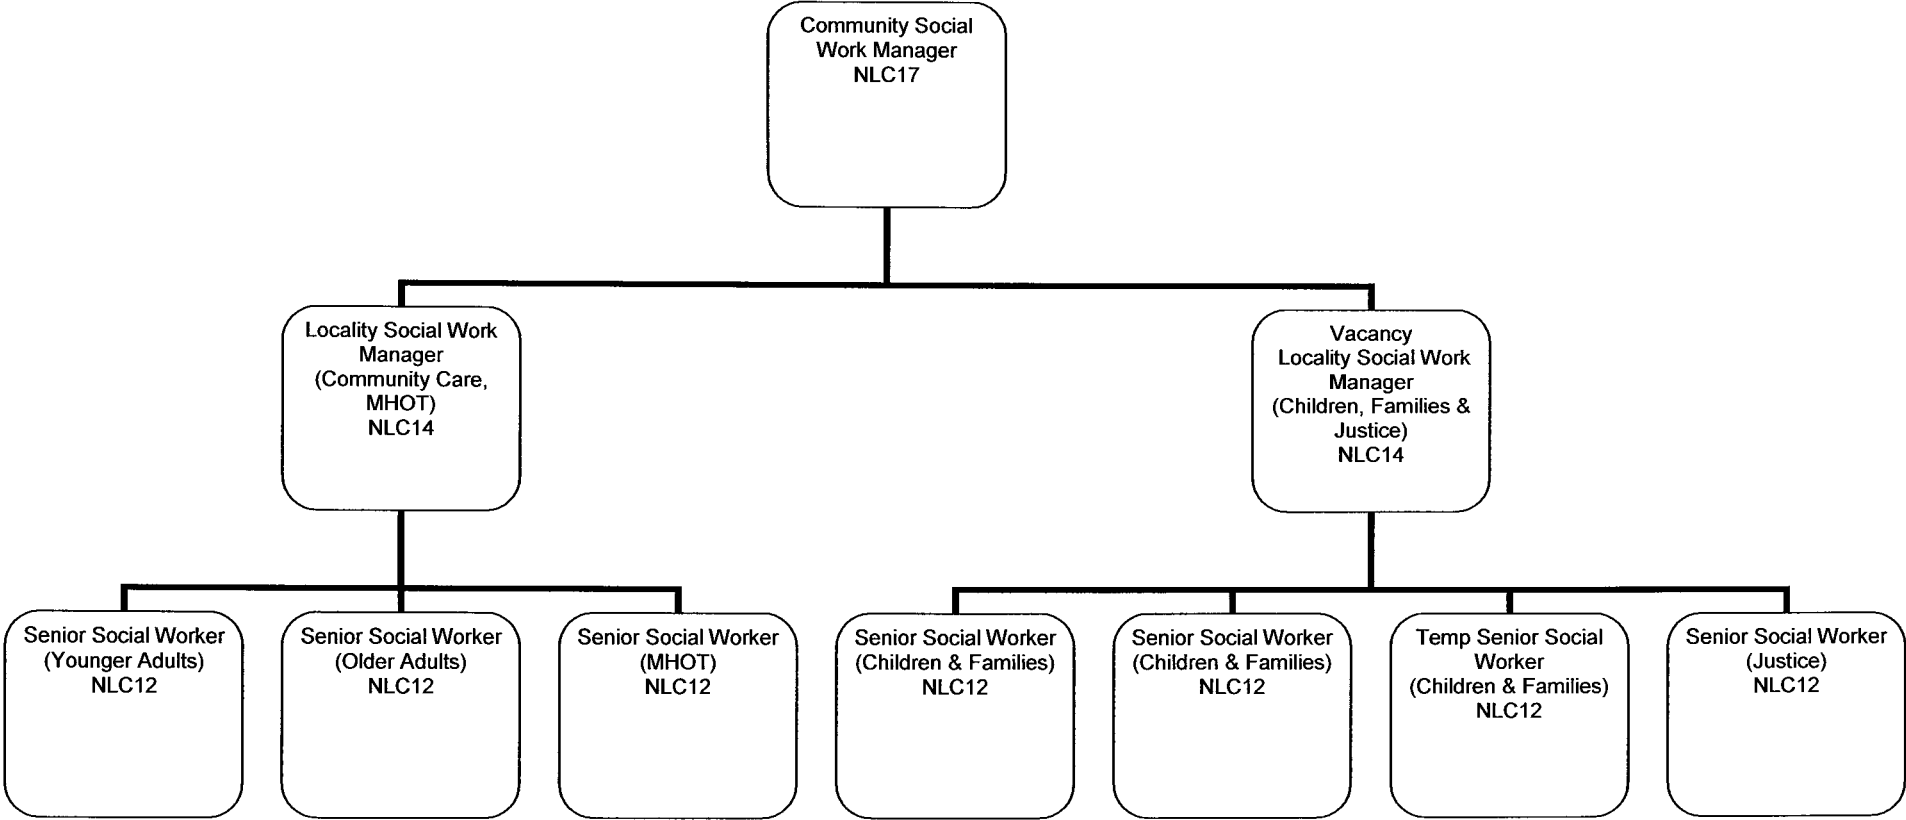 Community Social
Work Manager
NLC17
Locality Social Work
Manager
(Community Care,
MHOT)
NLC14
Vacancy
Locality Social Work
Manager
(Children, Families &
Justice)
NLC14
Senior Social Worker
(Younger Adults)
NLC12
Senior Social Worker
(Older Adults)
NLC12
Senior Social Worker
(MHOT)
NLC12
Senior Social Worker
(Children & Families)
NLC12
Senior Social Worker
(Children & Families)
NLC12
Temp Senior Social
Worker
(Children & Families)
NLC12
Senior Social Worker
(Justice)
NLC12